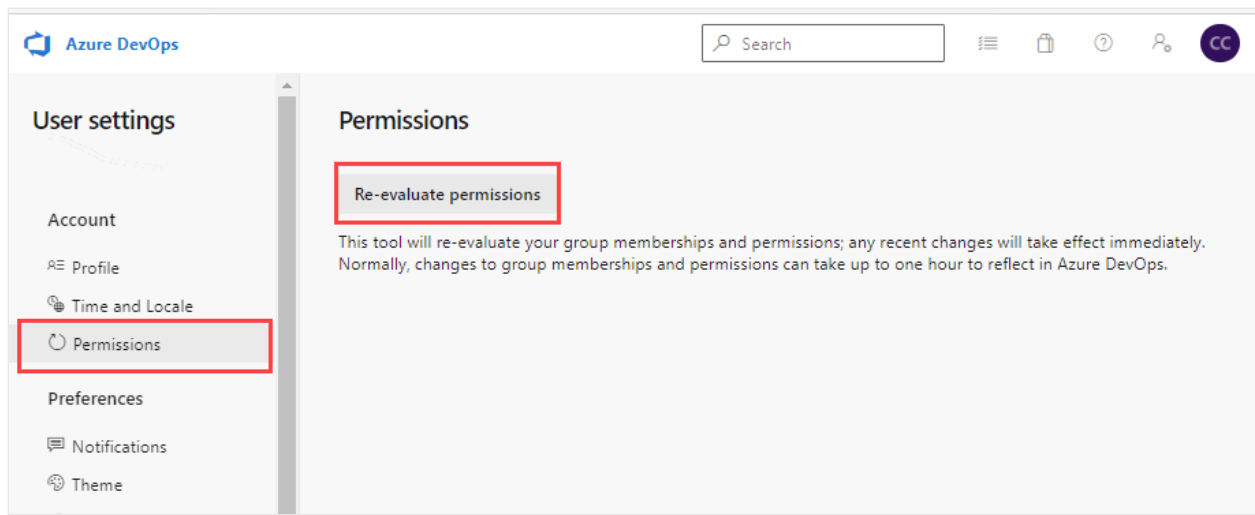 Azure DevOps
Search
CC
User settings
Account
Profile
Time and Locale
Permissions
Preferences
Notifications
Theme
Permissions
Re-evaluate permissions
This tool will re-evaluate your group memberships and permissions; any recent changes will take effect immediately.
Normally, changes to group memberships and permissions can take up to one hour to reflect in Azure DevOps.